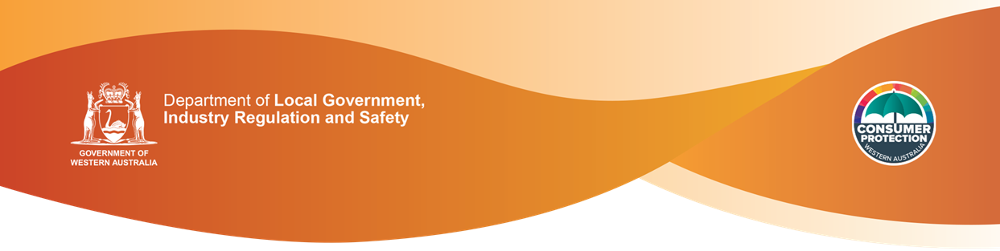 Department of Local Government,
Industry Regulation and Safety
GOVERNMENT OF
WESTERN AUSTRALIA
CONSUMER
PROTECTION
WESTERN AUSTRALIA